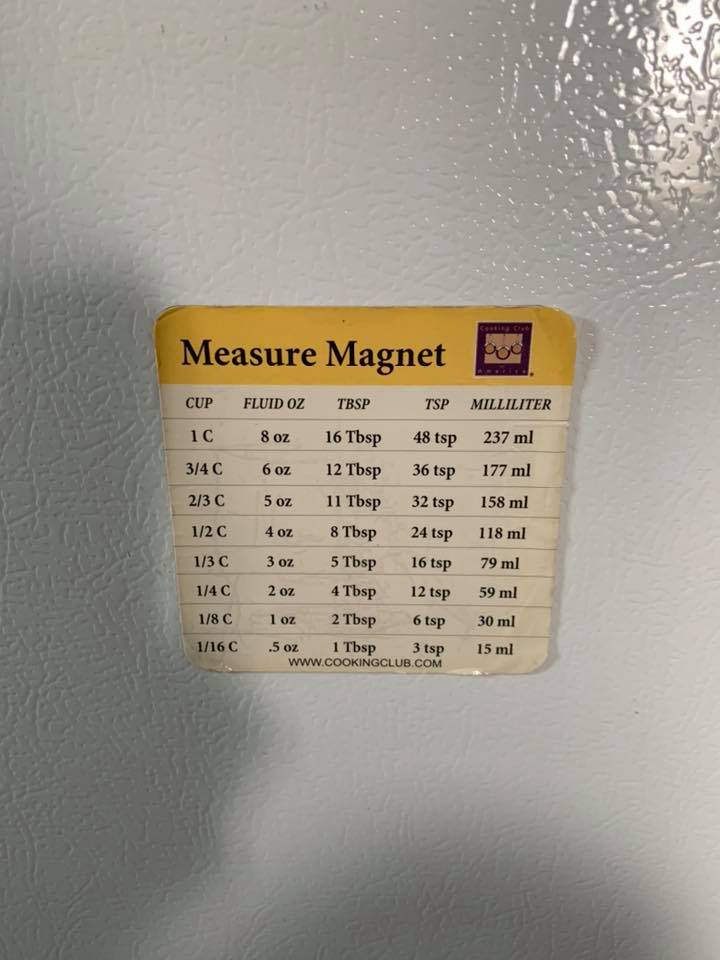 Measure Magnet
Cooking Club
America
CUP FLUID OZ TBSP TSP MILLILITER
1 C 8 oz 16 Tbsp 48 tsp 237 ml
3/4 C 6 oz 12 Tbsp 36 tsp 177 ml
2/3 C 5 oz 11 Tbsp 32 tsp 158 ml
1/2 C 4 oz 8 Tbsp 24 tsp 118 ml
1/3 C 3 oz 5 Tbsp 16 tsp 79 ml
1/4 C 2 oz 4 Tbsp 12 tsp 59 ml
1/8 C 1 oz 2 Tbsp 6 tsp 30 ml
1/16 C .5 oz 1 Tbsp 3 tsp 15 ml
WWW.COOKINGCLUB.COM